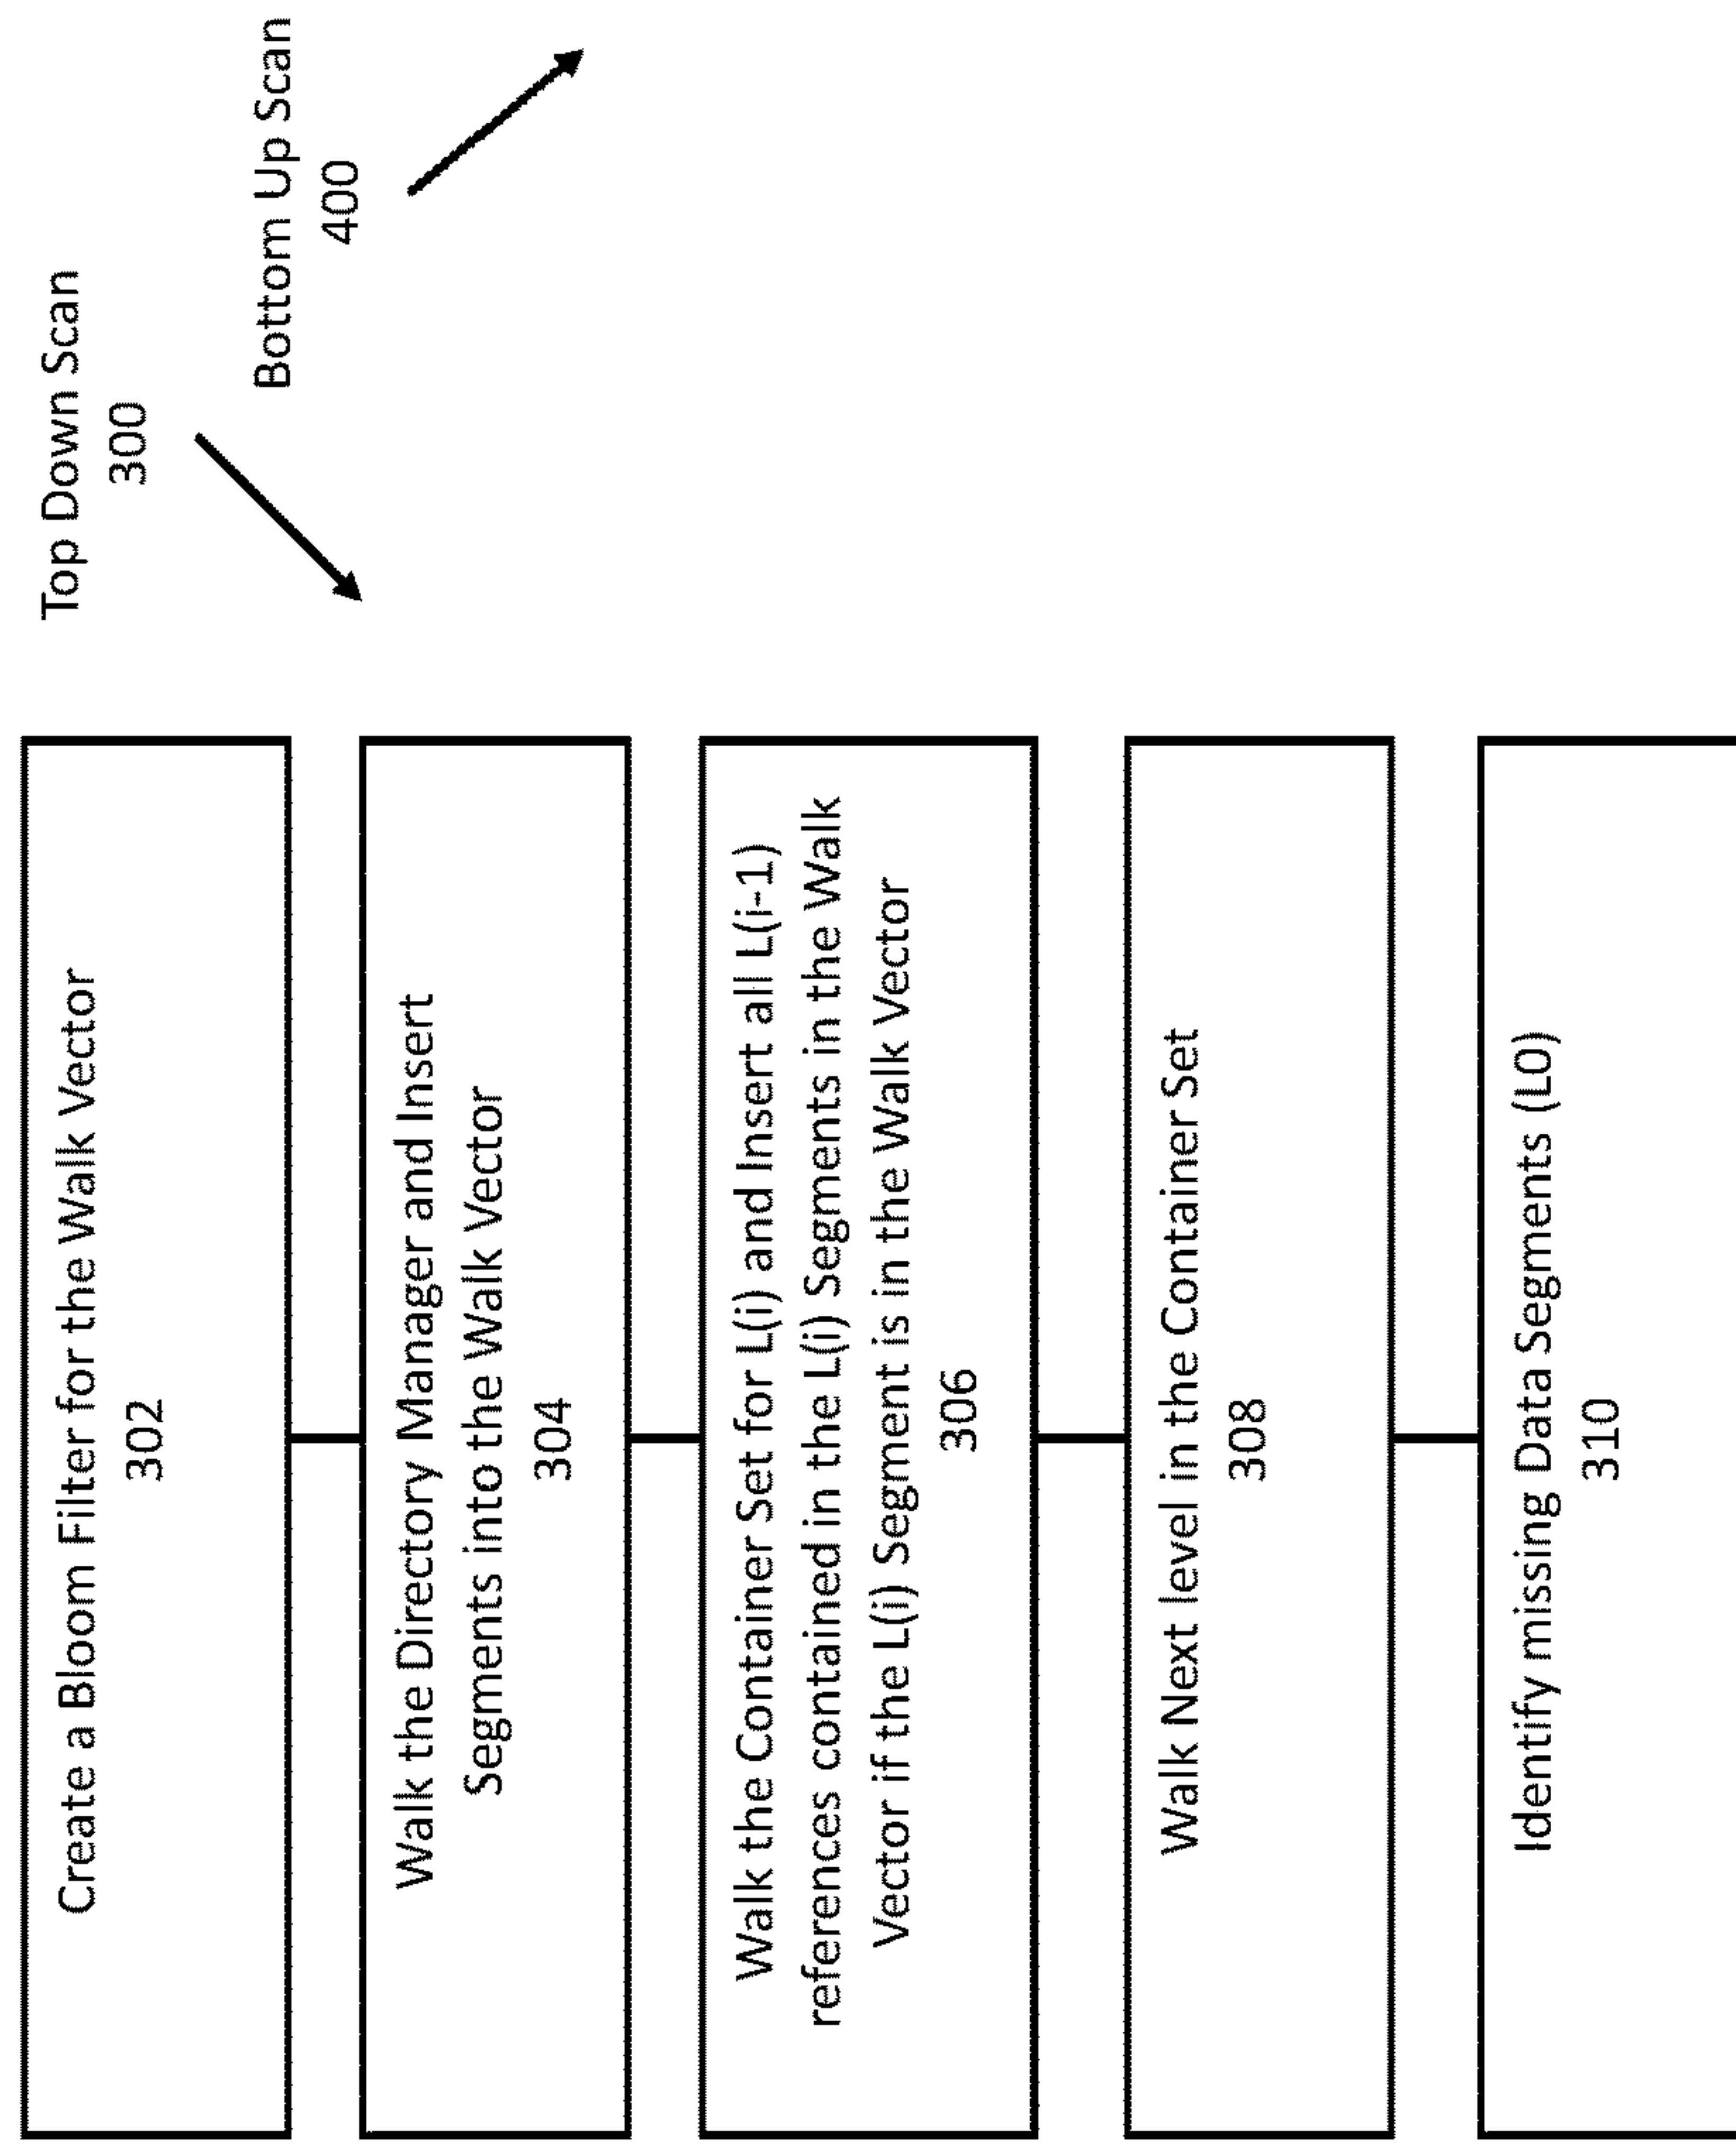 Top Down Scan
300
Bottom Up Scan
400
Create a Bloom Filter for the Walk Vector
302
Walk the Directory Manager and Insert
Segments into the Walk Vector
304
Walk the Container Set for L(i) and Insert all L(i-1)
references contained in the L(i) Segments in the Walk
Vector if the L(i) Segment is in the Walk Vector
306
Walk Next level in the Container Set
308
Identify missing Data Segments (L0)
310